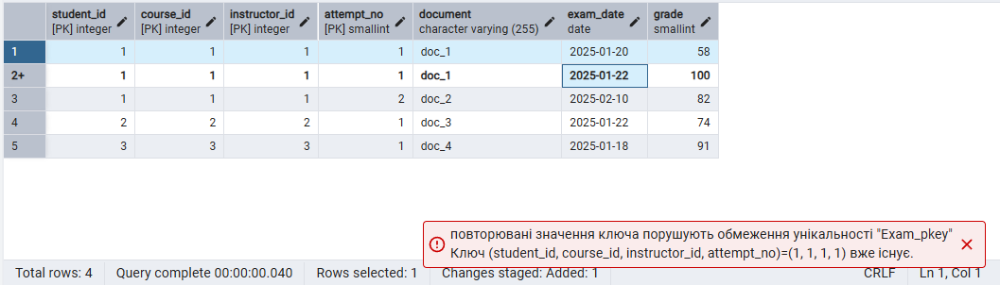 student_id course_id instructor_id attempt_no document exam_date grade
[PK] integer [PK] integer [PK] integer [PK] smallint character varying (255) date smallint
1 1 1 1 1 doc_1 2025-01-20 58
2+ 1 1 1 1 doc_1 2025-01-22 100
3 1 1 1 2 doc_2 2025-02-10 82
4 2 2 2 1 doc_3 2025-01-22 74
5 3 3 3 1 doc_4 2025-01-18 91
повторювані значення ключа порушують обмеження унікальності "Exam_pkey"
Ключ (student_id, course_id, instructor_id, attempt_no)=(1, 1, 1, 1) вже існує.
Total rows: 4 Query complete 00:00:00.040 Rows selected: 1 Changes staged: Added: 1 CRLF Ln 1, Col 1